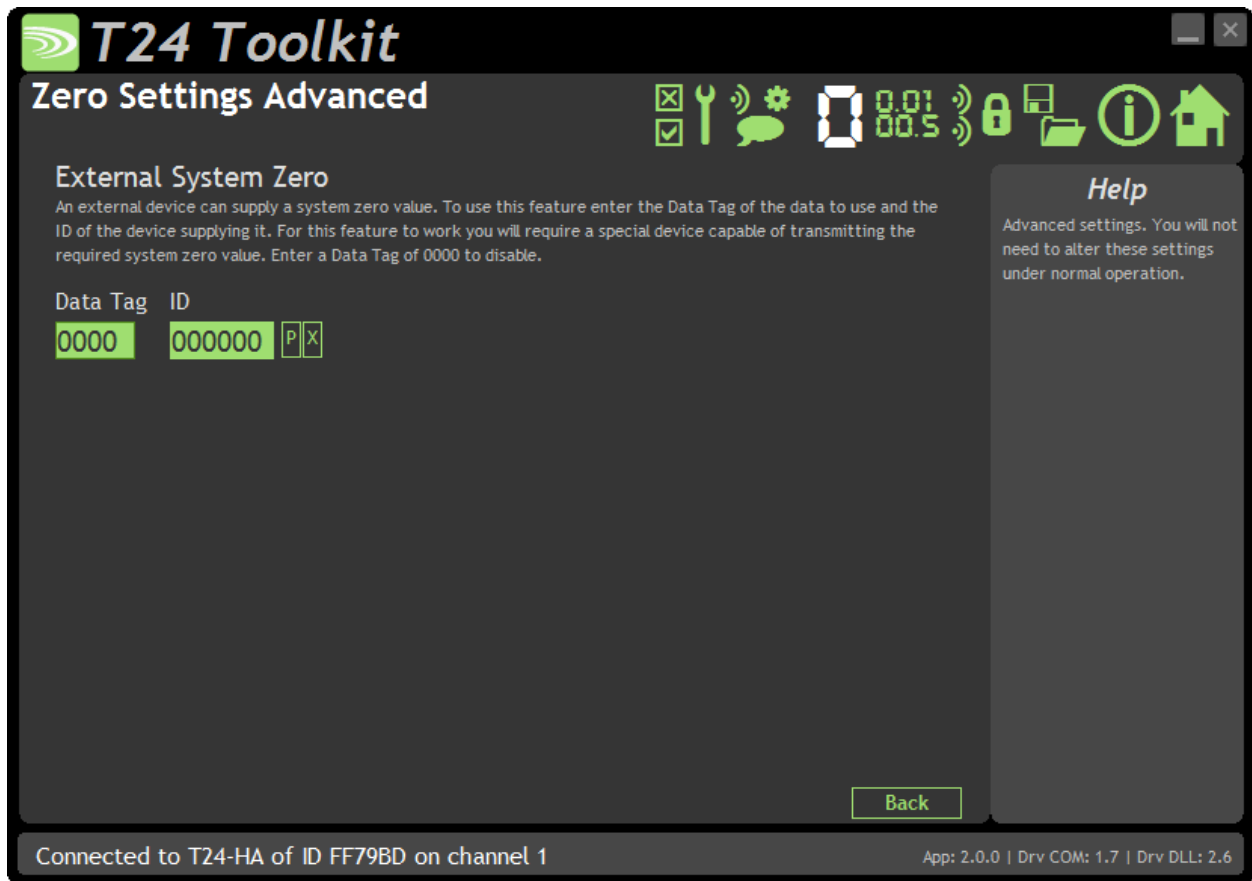 T24 Toolkit
Zero Settings Advanced
0
0.01
00.5
External System Zero
An external device can supply a system zero value. To use this feature enter the Data Tag of the data to use and the
ID of the device supplying it. For this feature to work you will require a special device capable of transmitting the
required system zero value. Enter a Data Tag of 0000 to disable.
Data Tag ID
0000 000000 P X
Back
Help
Advanced settings. You will not
need to alter these settings
under normal operation.
Connected to T24-HA of ID FF79BD on channel 1
App: 2.0.0 | Drv COM: 1.7 | Drv DLL: 2.6